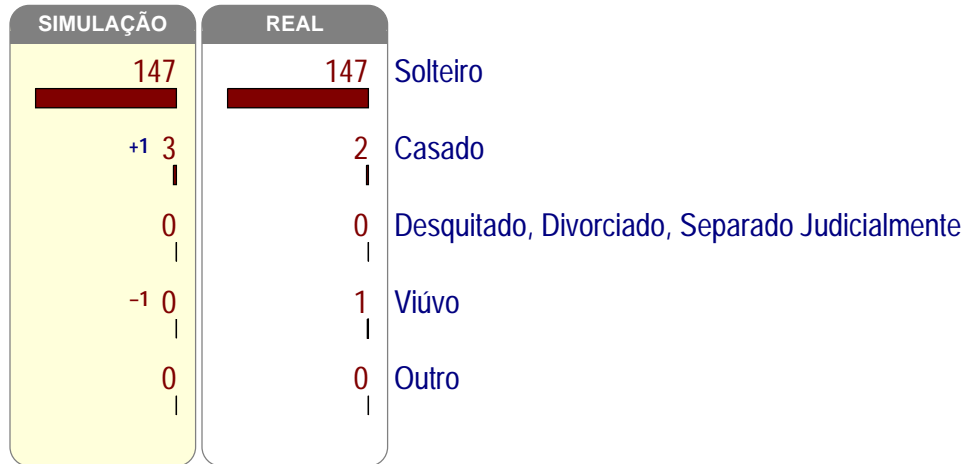 SIMULAÇÃO REAL
147 147 Solteiro
+1 3 2 Casado
0 0 Desquitado, Divorciado, Separado Judicialmente
−1 0 1 Viúvo
0 0 Outro